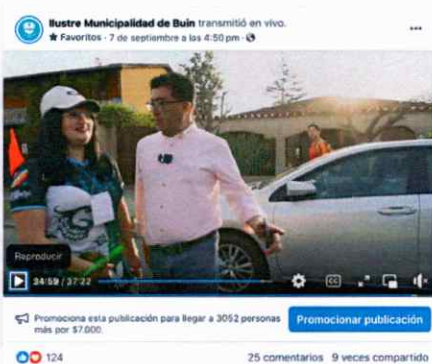 Ilustre Municipalidad de Buin transmitió en vivo.
★ Favoritos · 7 de septiembre a las 4:50 pm ·
Reproducir
34:59 / 37:22
CC
Promociona esta publicación para llegar a 3052 personas
más por $7.000.
Promocionar publicación
124
25 comentarios 9 veces compartido